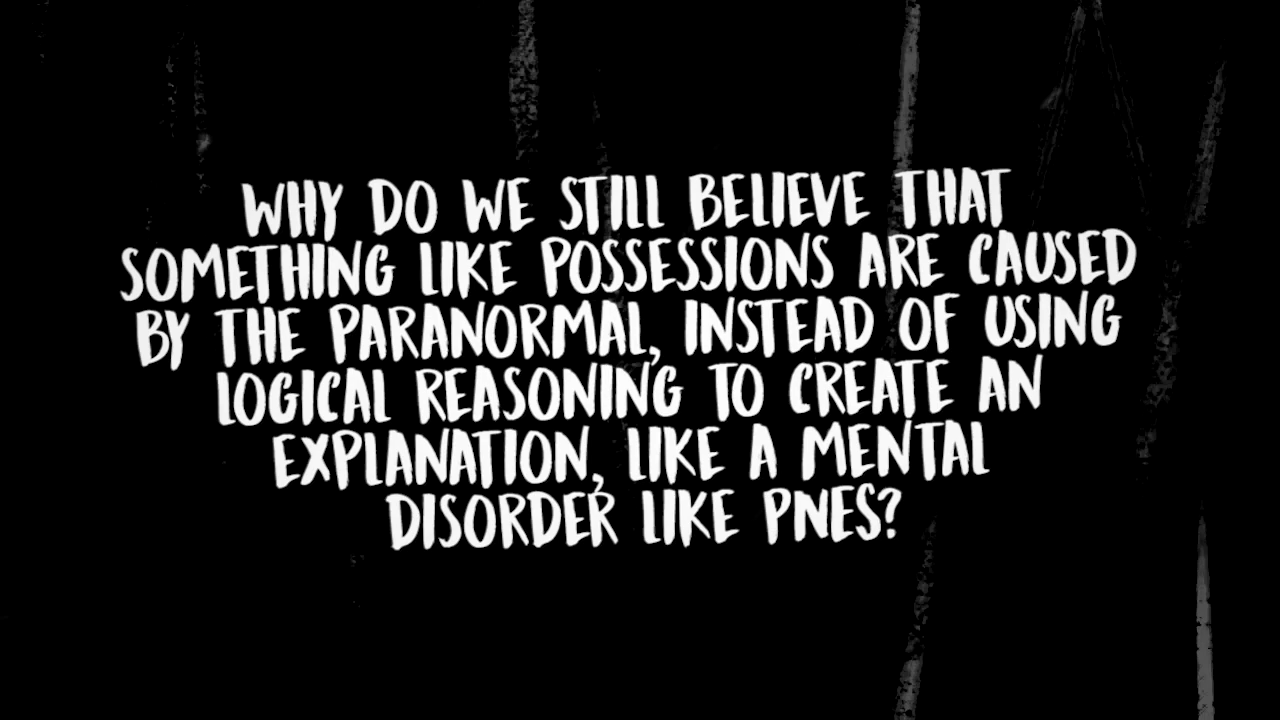 WHY DO WE STILL BELIEVE THAT
SOMETHING LIKE POSSESSIONS ARE CAUSED
BY THE PARANORMAL, INSTEAD OF USING
LOGICAL REASONING TO CREATE AN
EXPLANATION, LIKE A MENTAL
DISORDER LIKE PNES?